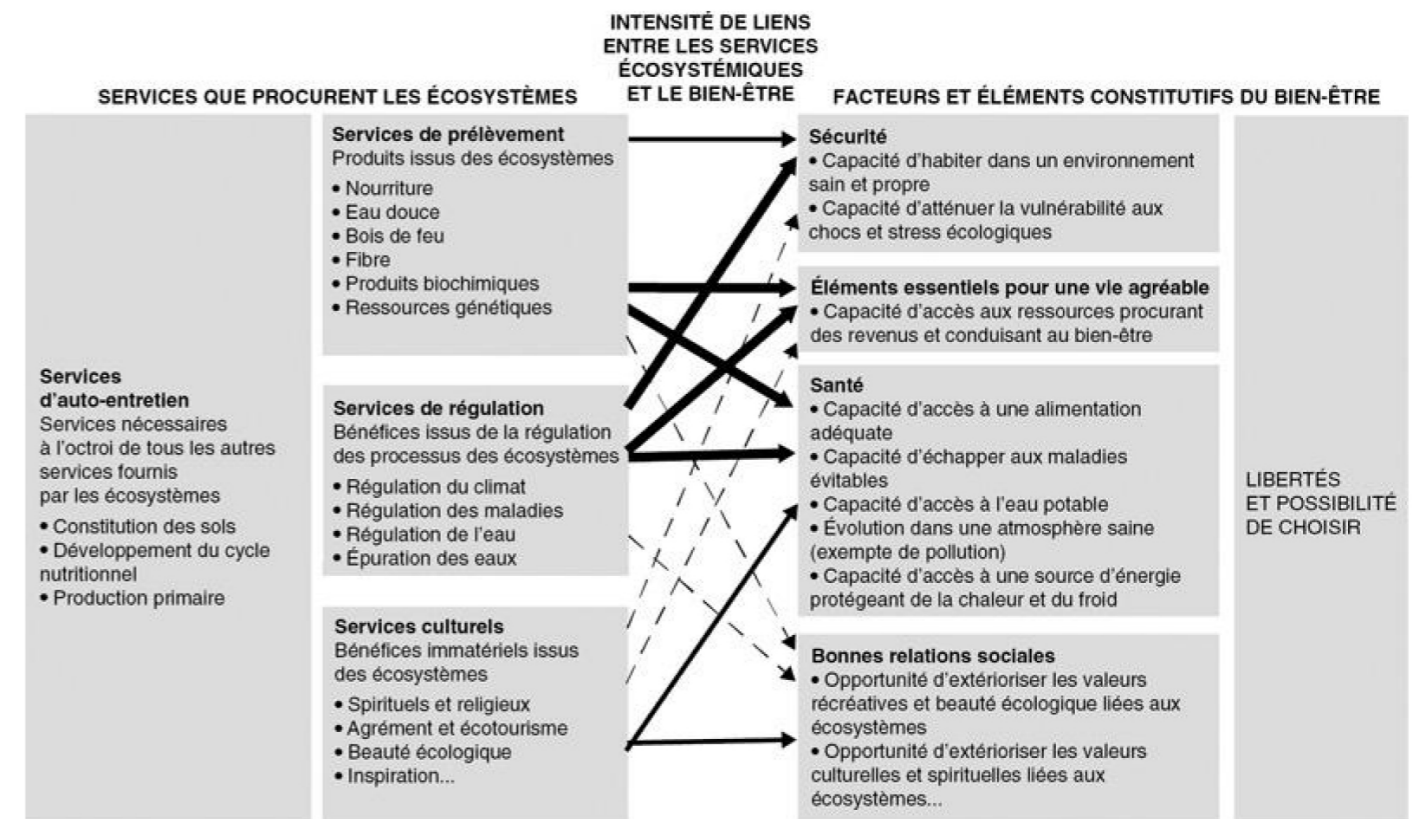 INTENSITÉ DE LIENS
ENTRE LES SERVICES
ÉCOSYSTÉMIQUES
ET LE BIEN-ÊTRE
SERVICES QUE PROCURENT LES ÉCOSYSTÈMES
FACTEURS ET ÉLÉMENTS CONSTITUTIFS DU BIEN-ÊTRE
Services
d’auto-entretien
Services nécessaires
à l’octroi de tous les autres
services fournis
par les écosystèmes
• Constitution des sols
• Développement du cycle
nutritionnel
• Production primaire
Services de prélèvement
Produits issus des écosystèmes
• Nourriture
• Eau douce
• Bois de feu
• Fibre
• Produits biochimiques
• Ressources génétiques
Services de régulation
Bénéfices issus de la régulation
des processus des écosystèmes
• Régulation du climat
• Régulation des maladies
• Régulation de l’eau
• Épuration des eaux
Services culturels
Bénéfices immatériels issus
des écosystèmes
• Spirituels et religieux
• Agrément et écotourisme
• Beauté écologique
• Inspiration...
Sécurité
• Capacité d’habiter dans un environnement
sain et propre
• Capacité d’atténuer la vulnérabilité aux
chocs et stress écologiques
Éléments essentiels pour une vie agréable
• Capacité d’accès aux ressources procurant
des revenus et conduisant au bien-être
Santé
• Capacité d’accès à une alimentation
adéquate
• Capacité d’échapper aux maladies
évitables
• Capacité d’accès à l’eau potable
• Évolution dans une atmosphère saine
(exempte de pollution)
• Capacité d’accès à une source d’énergie
protégeant de la chaleur et du froid
Bonnes relations sociales
• Opportunité d’extérioriser les valeurs
récréatives et beauté écologique liées aux
écosystèmes
• Opportunité d’extérioriser les valeurs
culturelles et spirituelles liées aux
écosystèmes...
LIBERTÉS
ET POSSIBILITÉ
DE CHOISIR